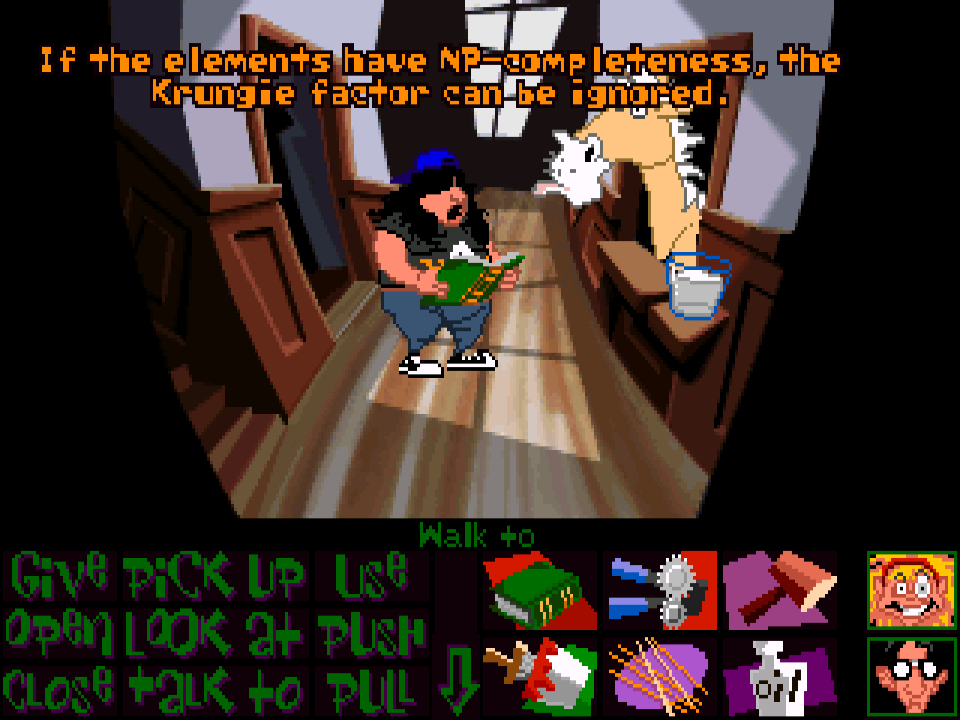 If the elements have NP-completeness, the
Krungie factor can be ignored.
Walk to
Give Pick up Use
Open Look at Push
Close Talk to Pull
Oil